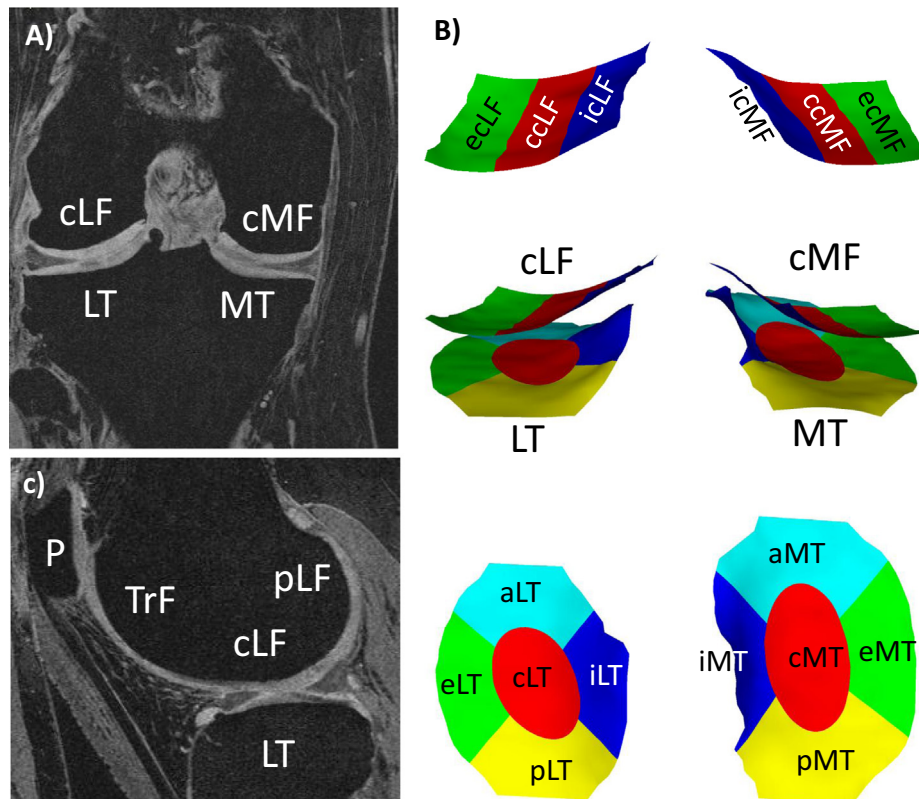 A)
cLF
cMF
LT
MT
B)
ecLF
ccLF
icLF
icMF
ccMF
ecMF
cLF
cMF
LT
MT
c)
P
TrF
pLF
cLF
LT
aLT
eLT
cLT
iLT
pLT
aMT
iMT
cMT
eMT
pMT